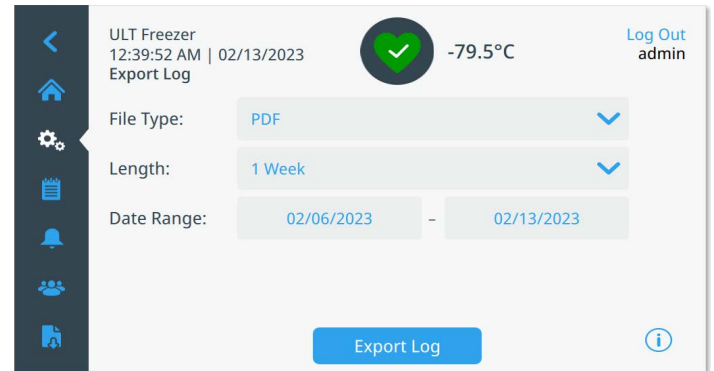 ULT Freezer
12:39:52 AM | 02/13/2023
Export Log
-79.5°C
Log Out
admin
File Type: PDF
Length: 1 Week
Date Range: 02/06/2023 – 02/13/2023
Export Log